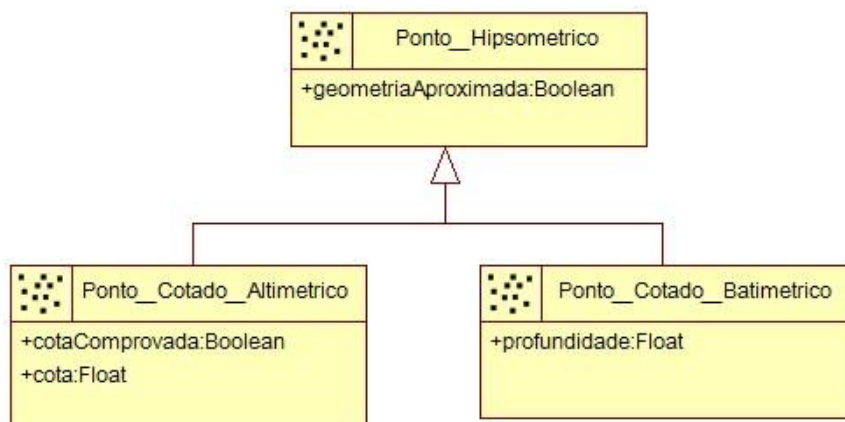 Ponto__Hipsometrico
+geometriaAproximada:Boolean
Ponto__Cotado__Altimetrico
+cotaComprovada:Boolean
+cota:Float
Ponto__Cotado__Batimetrico
+profundidade:Float